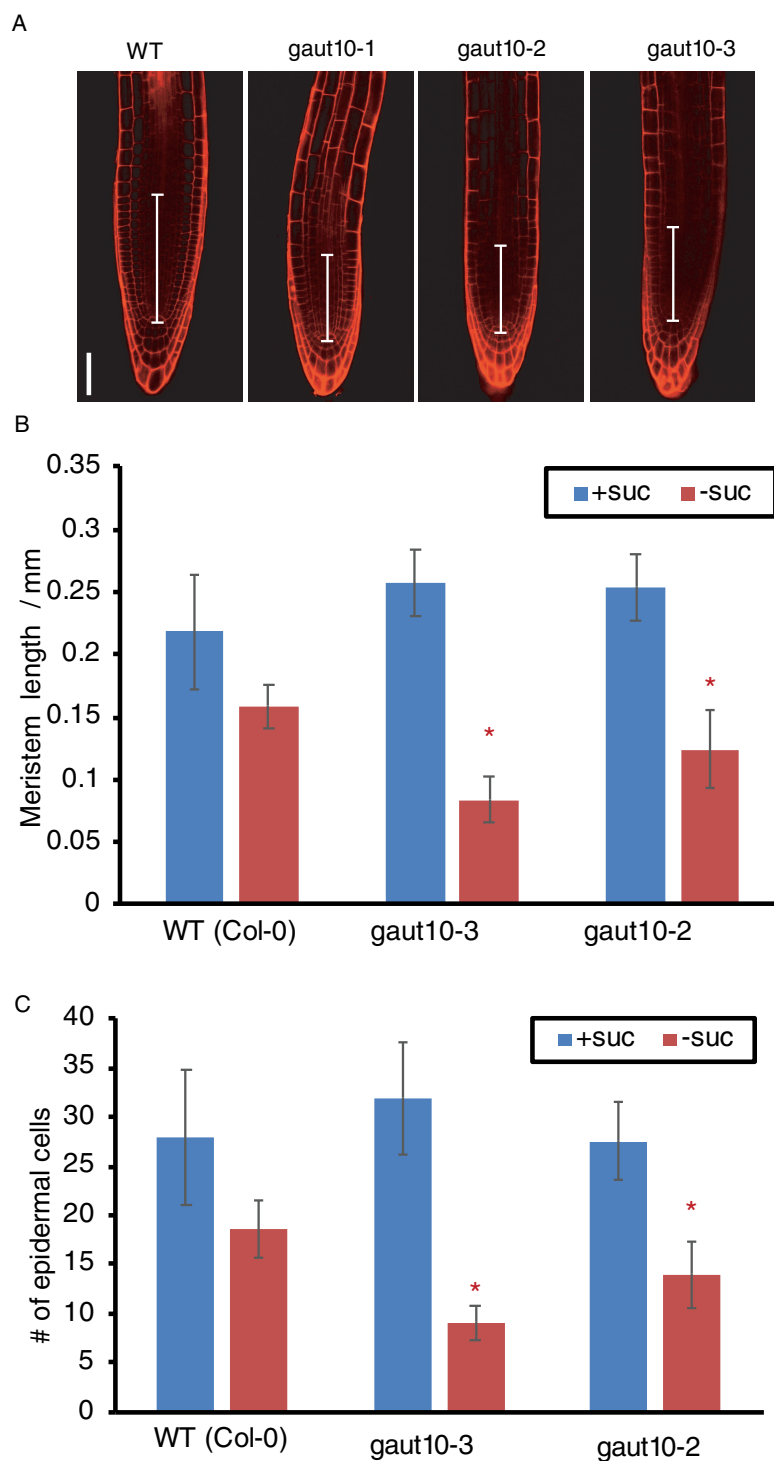 A
WT gaut10-1 gaut10-2 gaut10-3
B
Meristem length / mm
0.35
0.3
0.25
0.2
0.15
0.1
0.05
0
+suc -suc
*
*
WT (Col-0) gaut10-3 gaut10-2
C
# of epidermal cells
40
35
30
25
20
15
10
5
0
+suc -suc
*
*
WT (Col-0) gaut10-3 gaut10-2